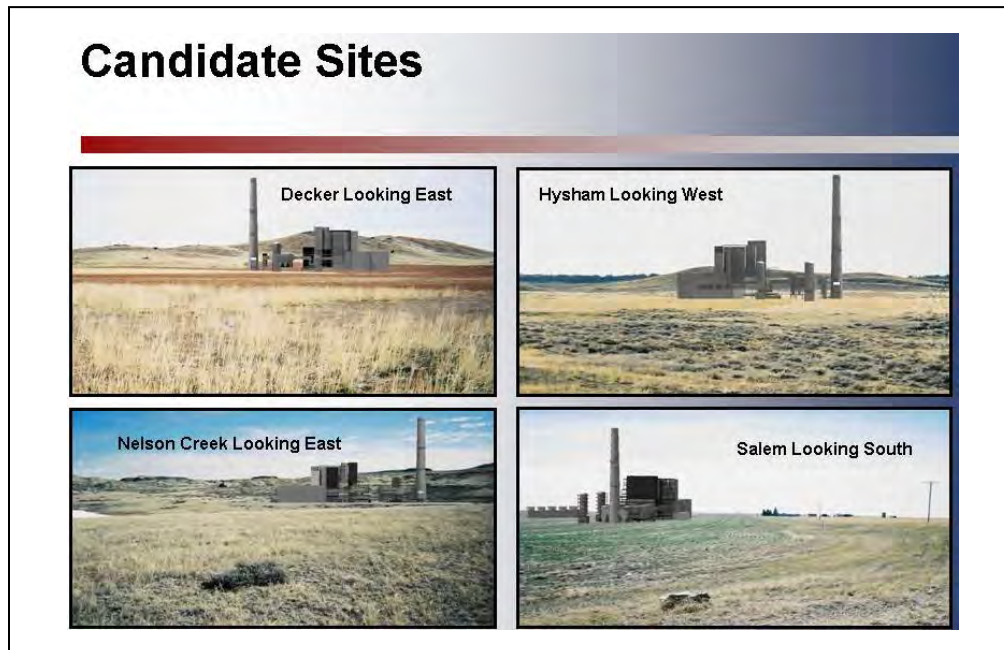 Candidate Sites
Decker Looking East
Hysham Looking West
Nelson Creek Looking East
Salem Looking South